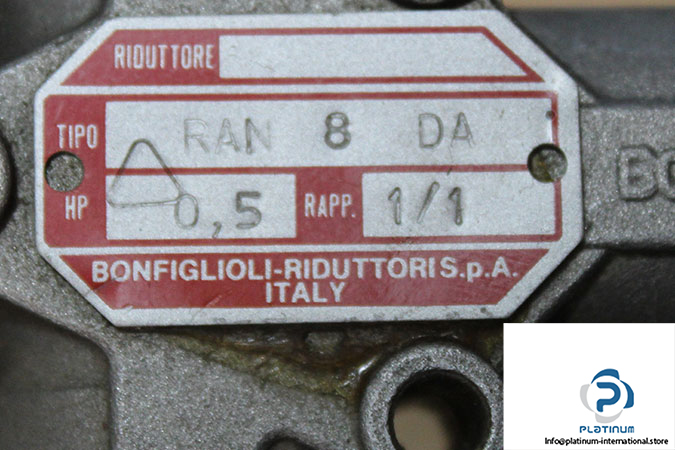 RIDUTTORE
TIPO RAN 8 DA
HP 0,5 RAPP. 1/1
BONFIGLIOLI-RIDUTTORI S.p.A.
ITALY
BO
PLATINUM
Info@platinum-international.store